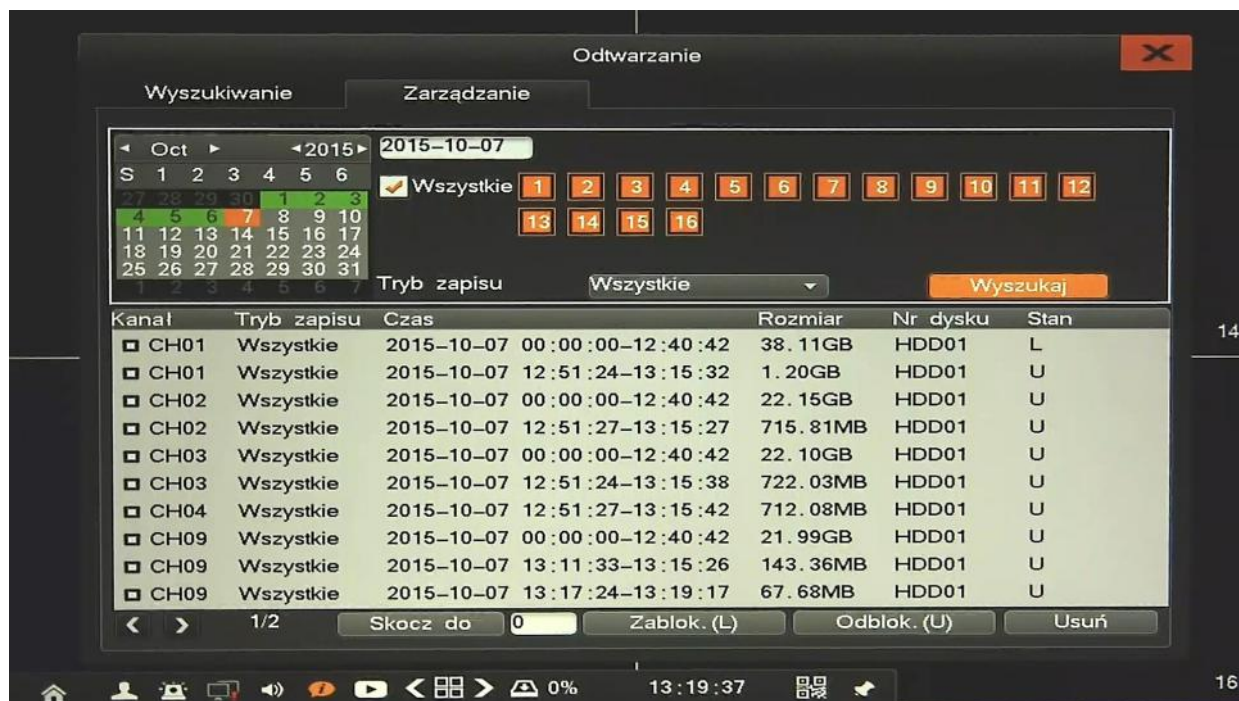 Odtwarzanie
Wyszukiwanie Zarządzanie
Oct 2015 2015-10-07
S 1 2 3 4 5 6
Wszystkie 1 2 3 4 5 6 7 8 9 10 11 12
27 28 29 30 1 2 3
4 5 6 7 8 9 10
13 14 15 16
11 12 13 14 15 16 17
18 19 20 21 22 23 24
25 26 27 28 29 30 31
1 2 3 4 5 6 7
Tryb zapisu Wszystkie Wyszukaj
Kanał Tryb zapisu Czas Rozmiar Nr dysku Stan
14
CH01 Wszystkie 2015-10-07 00:00:00-12:40:42 38.11GB HDD01 L
CH01 Wszystkie 2015-10-07 12:51:24-13:15:32 1.20GB HDD01 U
CH02 Wszystkie 2015-10-07 00:00:00-12:40:42 22.15GB HDD01 U
CH02 Wszystkie 2015-10-07 12:51:27-13:15:27 715.81MB HDD01 U
CH03 Wszystkie 2015-10-07 00:00:00-12:40:42 22.10GB HDD01 U
CH03 Wszystkie 2015-10-07 12:51:24-13:15:38 722.03MB HDD01 U
CH04 Wszystkie 2015-10-07 12:51:27-13:15:42 712.08MB HDD01 U
CH09 Wszystkie 2015-10-07 00:00:00-12:40:42 21.99GB HDD01 U
CH09 Wszystkie 2015-10-07 13:11:33-13:15:26 143.36MB HDD01 U
CH09 Wszystkie 2015-10-07 13:17:24-13:19:17 67.68MB HDD01 U
1/2 Skocz do 0 Zablok.(L) Odblok.(U) Usuń
0% 13:19:37
16